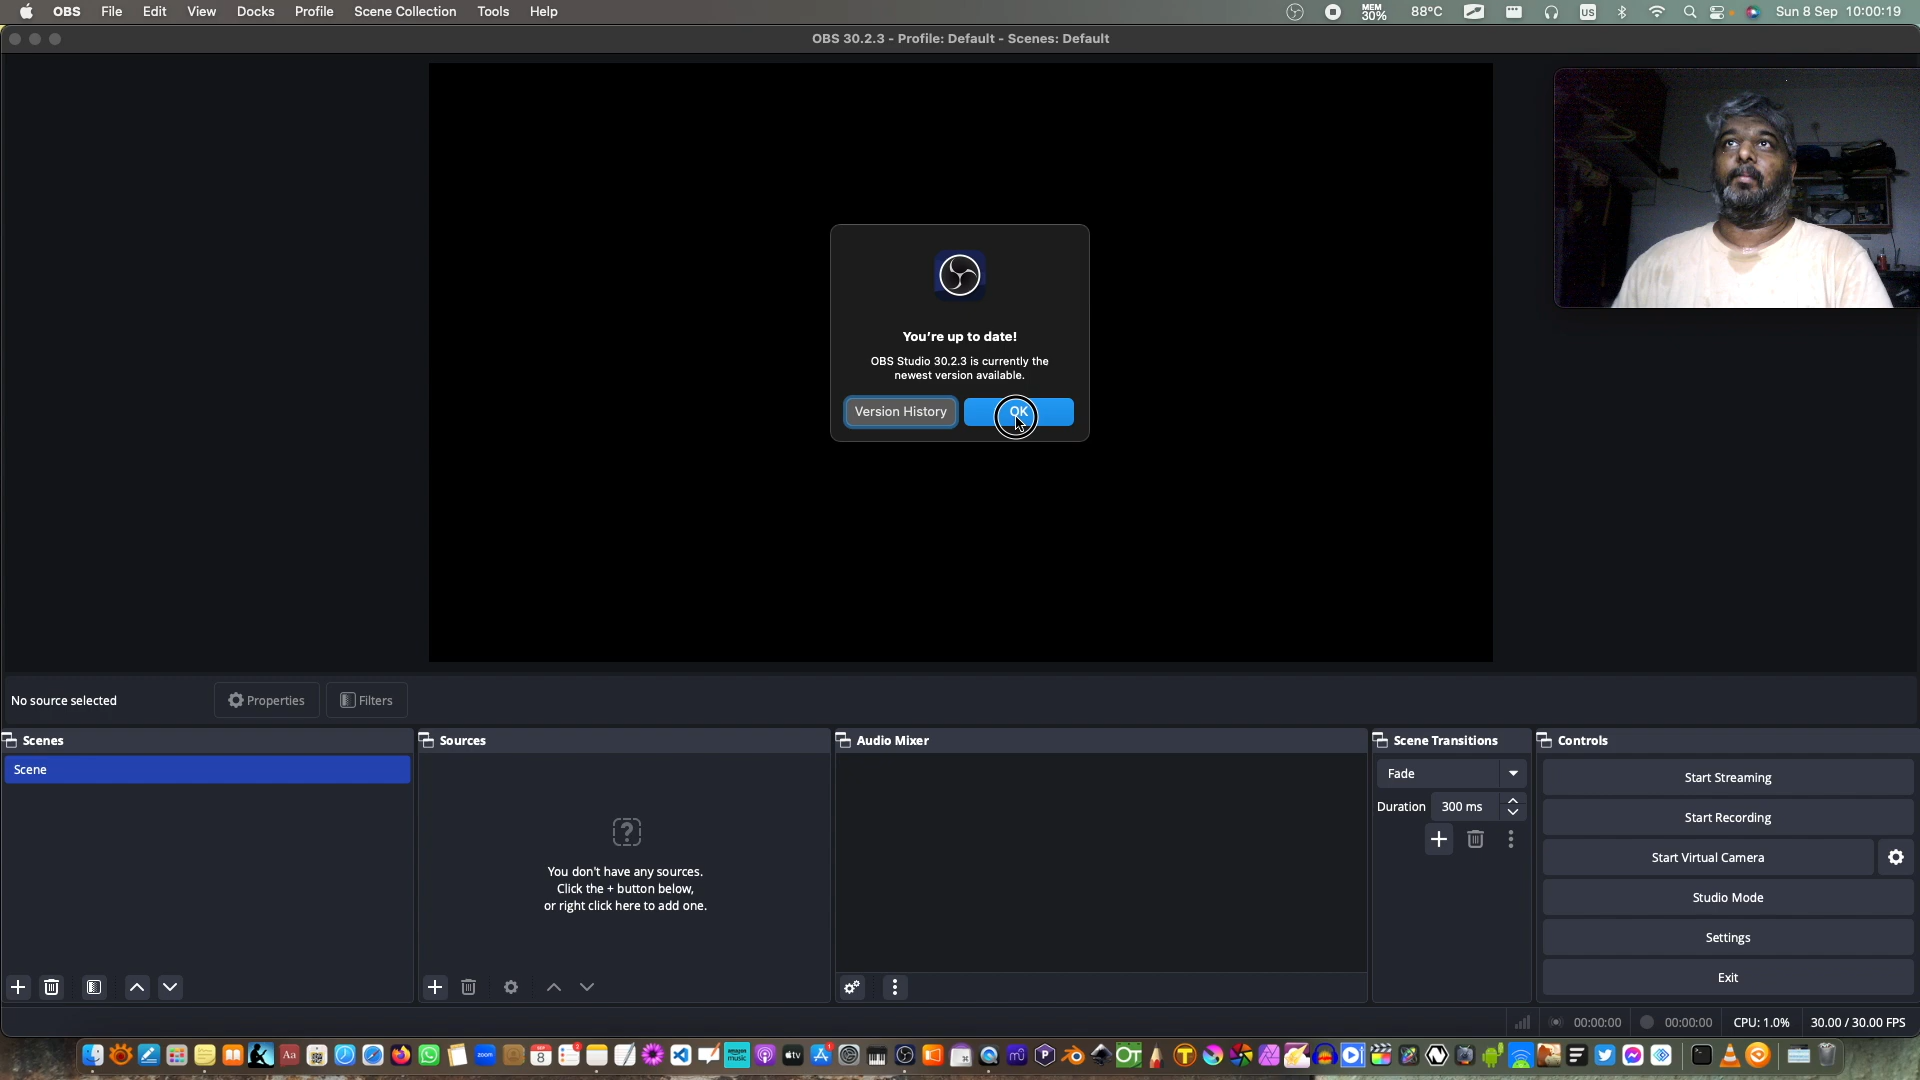 OBS File Edit View Docks Profile Scene Collection Tools Help MEM 30% 88°C US Sun 8 Sep 10:00:19
OBS 30.2.3 - Profile: Default - Scenes: Default
You're up to date!
OBS Studio 30.2.3 is currently the
newest version available.
Version History OK
No source selected Properties Filters
Scenes Sources Audio Mixer Scene Transitions Controls
Scene
Fade
Duration 300 ms
You don't have any sources.
Click the + button below,
or right click here to add one.
Start Streaming
Start Recording
Start Virtual Camera
Studio Mode
Settings
Exit
00:00:00 00:00:00 CPU: 1.0% 30.00 / 30.00 FPS